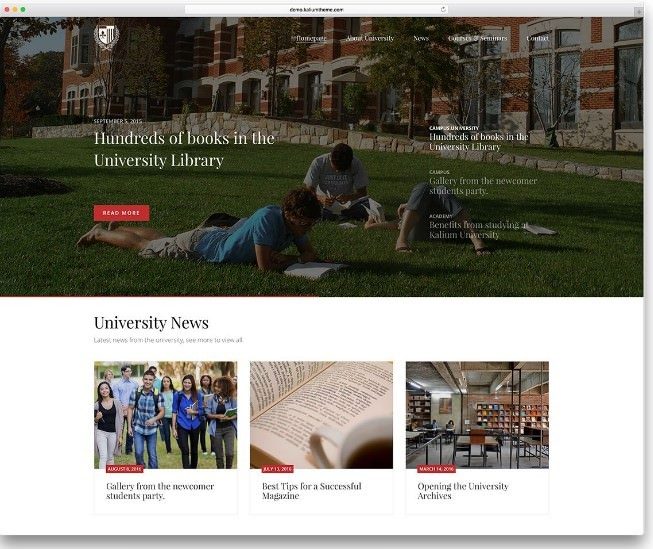 demo.kaliumtheme.com
Homepage
About University
News
Courses & Seminars
Contact
SEPTEMBER 5, 2015
Hundreds of books in the
University Library
READ MORE
CAMPUS UNIVERSITY
Hundreds of books in the
University Library
CAMPUS
Gallery from the newcomer
students party.
ACADEMY
Benefits from studying at
Kalium University
University News
Latest news from the university, see more to view all
AUGUST 8, 2016
JULY 13, 2016
MARCH 14, 2016
Gallery from the newcomer
students party.
Best Tips for a Successful
Magazine
Opening the University
Archives